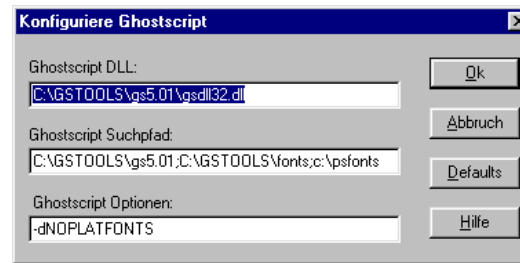 Konfiguriere Ghostscript
Ghostscript DLL:
C:\GSTOOLS\gs5.01\gsdll32.dll
Ok
Ghostscript Suchpfad:
Abbruch
C:\GSTOOLS\gs5.01;C:\GSTOOLS\fonts;c:\psfonts
Defaults
Ghostscript Optionen:
-dNOPLATFONTS
Hilfe